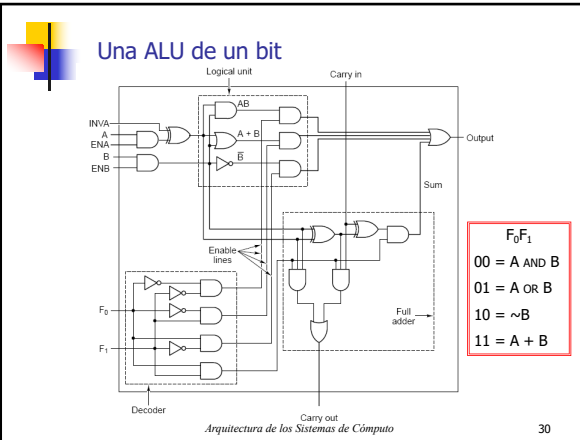 Una ALU de un bit
Logical unit
Carry in
AB
INVA
A
ENA
A + B
Output
B
ENB
B̅
Sum
Enable
lines
F₀F₁
00 = A AND B
01 = A OR B
10 = ~B
11 = A + B
F₀
F₁
Full
adder
Decoder
Carry out
Arquitectura de los Sistemas de Cómputo
30